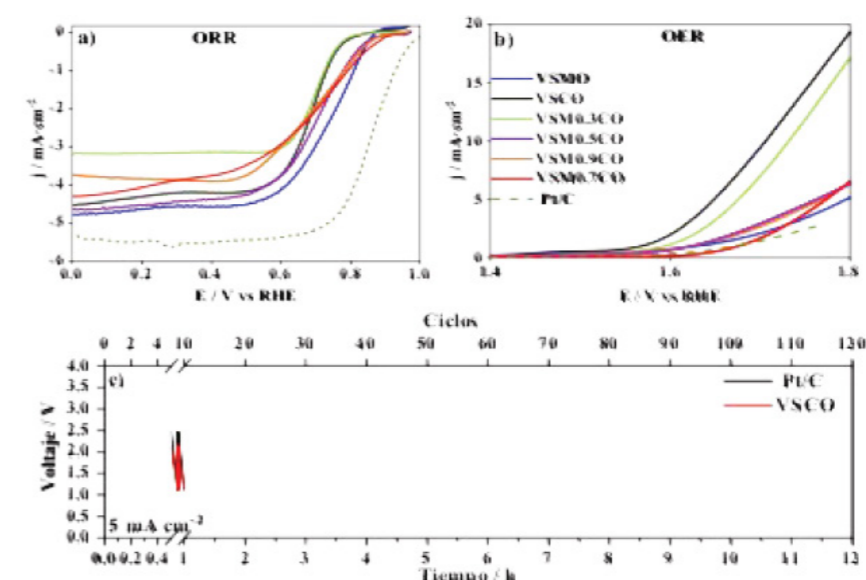 a) ORR
j / mA·cm⁻²
0
-1
-2
-3
-4
-5
-6
0.0 0.2 0.4 0.6 0.8 1.0
E / V vs RHE
b) OER
j / mA·cm⁻²
20
15
10
5
0
VSMO
VSCO
VSM0.3CO
VSM0.5CO
VSM0.9CO
VSM0.7CO
Pt/C
1.4 1.6 1.8
E / V vs RHE
Ciclos
0 2 4 10 20 30 40 50 60 70 80 90 100 110 120
c)
Voltaje / V
4.0
3.5
3.0
2.5
2.0
1.5
1.0
0.5
0.0
Pt/C
VSCO
5 mA cm⁻²
0.0 0.2 0.4 1 2 3 4 5 6 7 8 9 10 11 12
Tiempo / h